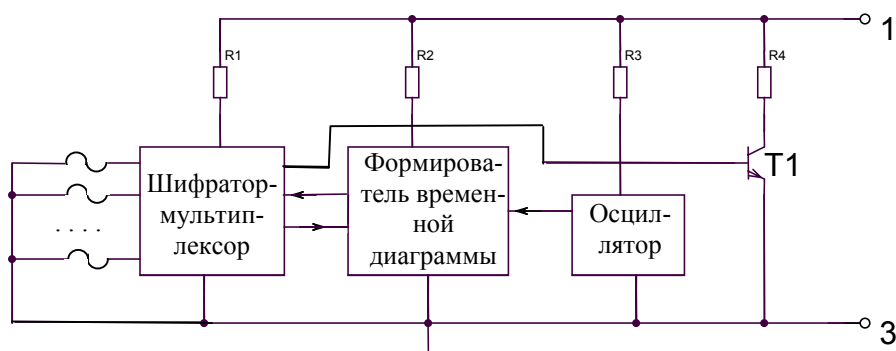 1
R1
R2
R3
R4
Шифратор-
мультип-
лексор
Формирова-
тель времен-
ной
диаграммы
Осцил-
лятор
T1
. . . .
3